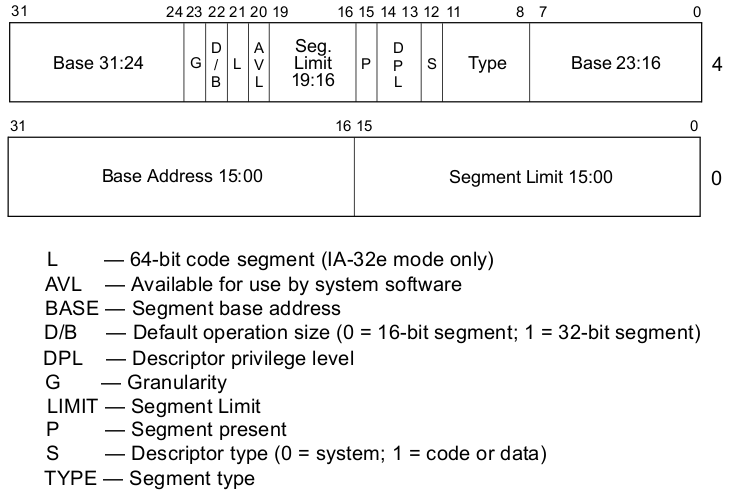 31 24 23 22 21 20 19 16 15 14 13 12 11 8 7 0
Base 31:24 G D/B L AVL Seg. Limit 19:16 P DPL S Type Base 23:16 4
31 16 15 0
Base Address 15:00 Segment Limit 15:00 0
L — 64-bit code segment (IA-32e mode only)
AVL — Available for use by system software
BASE — Segment base address
D/B — Default operation size (0 = 16-bit segment; 1 = 32-bit segment)
DPL — Descriptor privilege level
G — Granularity
LIMIT — Segment Limit
P — Segment present
S — Descriptor type (0 = system; 1 = code or data)
TYPE — Segment type